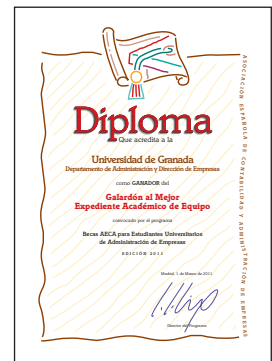 Diploma
Que acredita a la
Universidad de Granada
Departamento de Administración y Dirección de Empresas
como GANADOR del
Galardón al Mejor
Expediente Académico de Equipo
convocado por el programa
Becas AECA para Estudiantes Universitarios
de Administración de Empresas
EDICIÓN 2011
Madrid, 1 de Marzo de 2011
Director del Programa
ASOCIACIÓN ESPAÑOLA DE CONTABILIDAD Y ADMINISTRACIÓN DE EMPRESAS